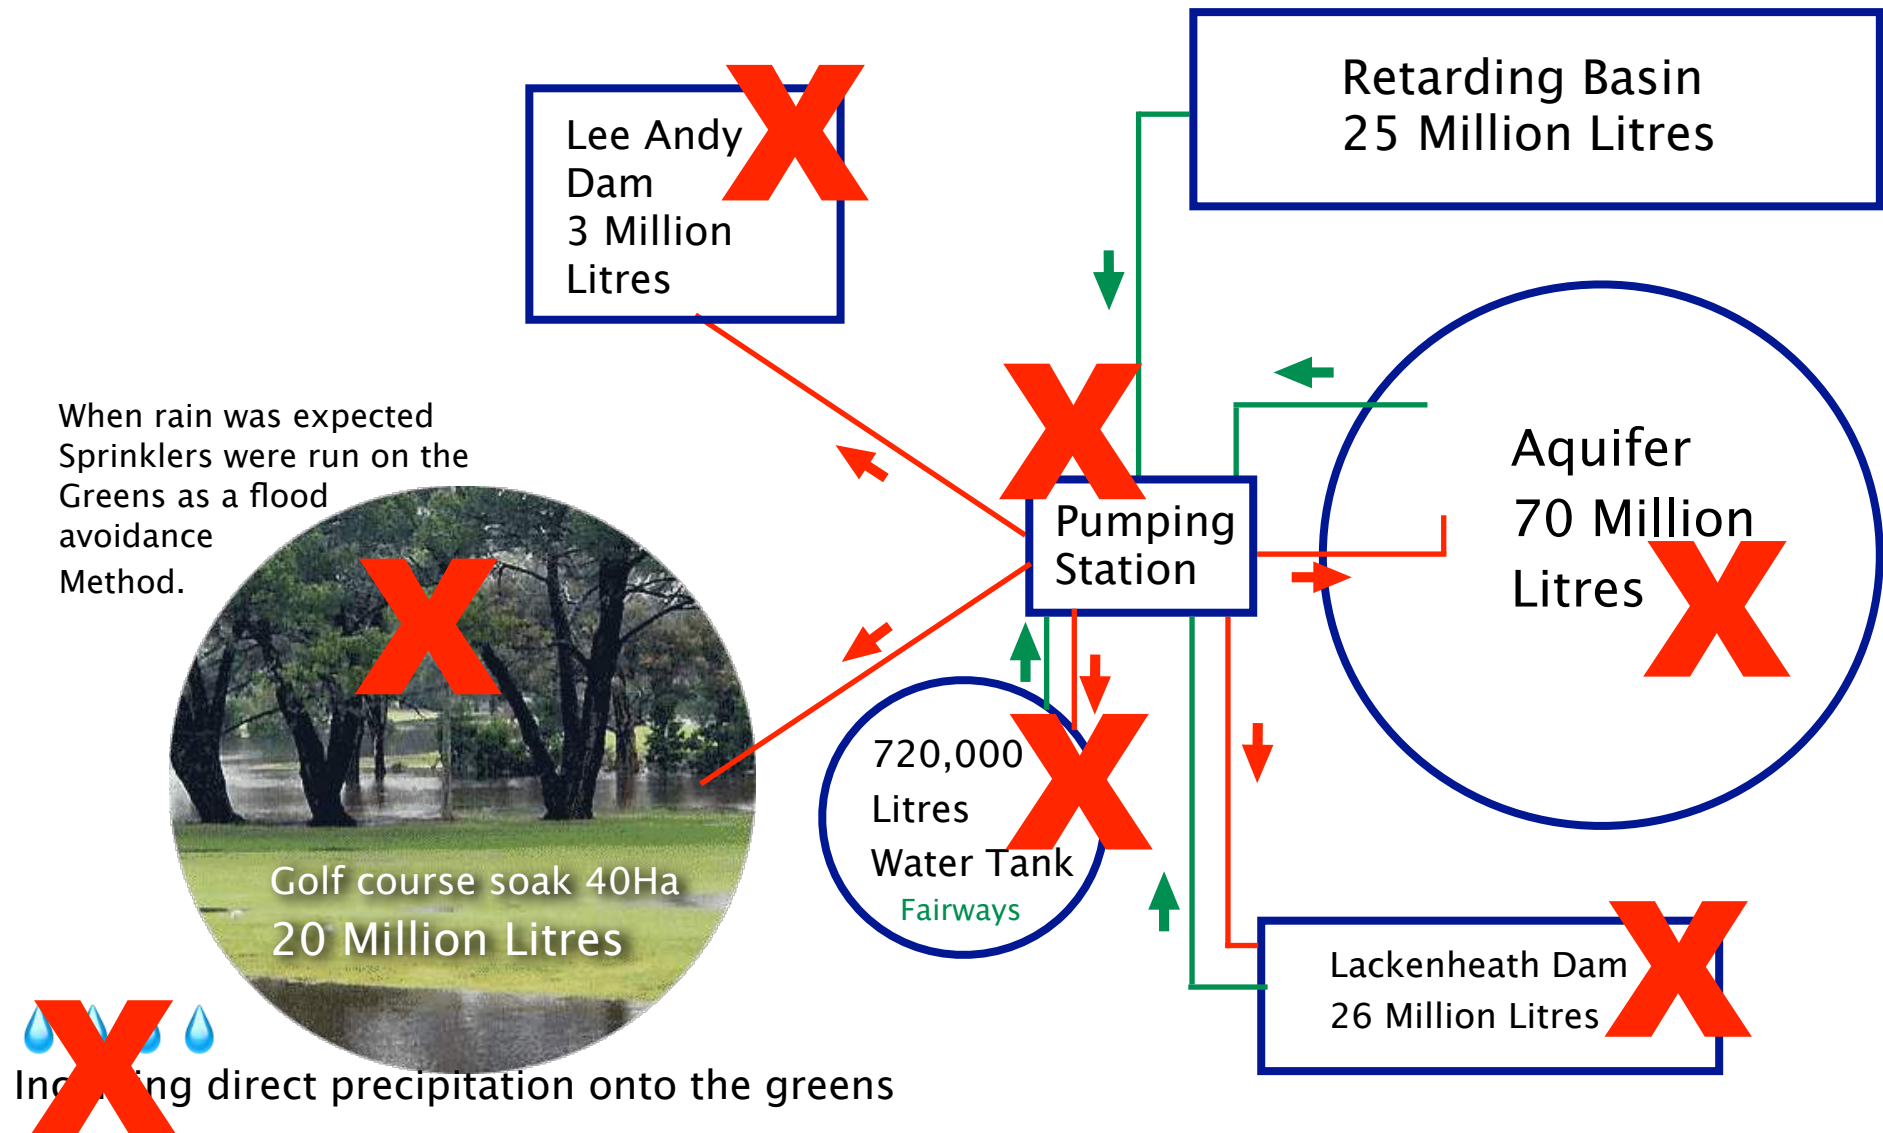 Retarding Basin
25 Million Litres
Lee Andy
Dam
3 Million
Litres
When rain was expected
Sprinklers were run on the
Greens as a flood
avoidance
Method.
Aquifer
70 Million
Litres
Pumping
Station
720,000
Litres
Water Tank
Fairways
Golf course soak 40Ha
20 Million Litres
Lackenheath Dam
26 Million Litres
direct precipitation onto the greens